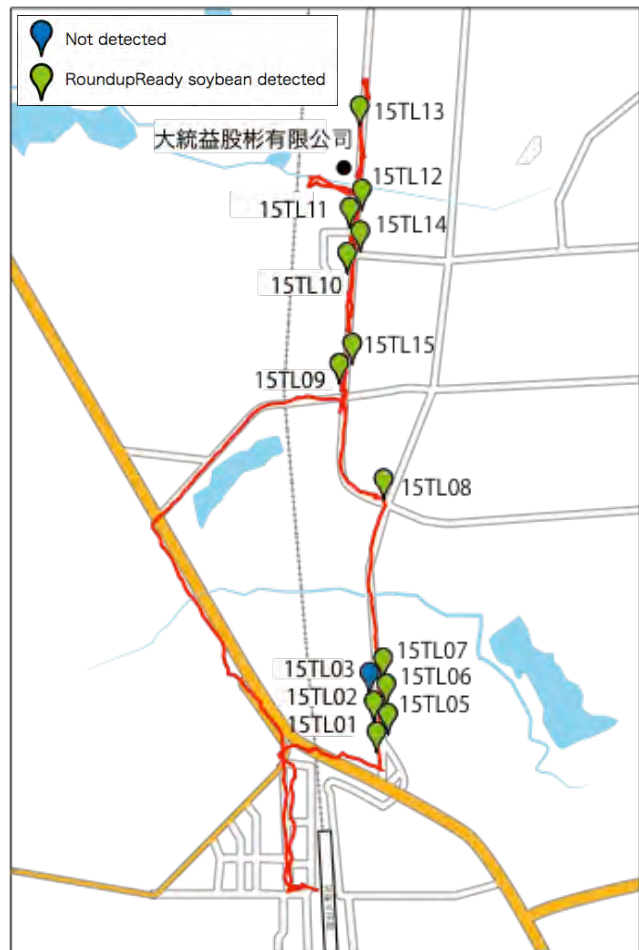 Not detected
RoundupReady soybean detected
15TL13
大統益股彬有限公司
15TL12
15TL11
15TL14
15TL10
15TL15
15TL09
15TL08
15TL07
15TL03
15TL06
15TL02
15TL05
15TL01